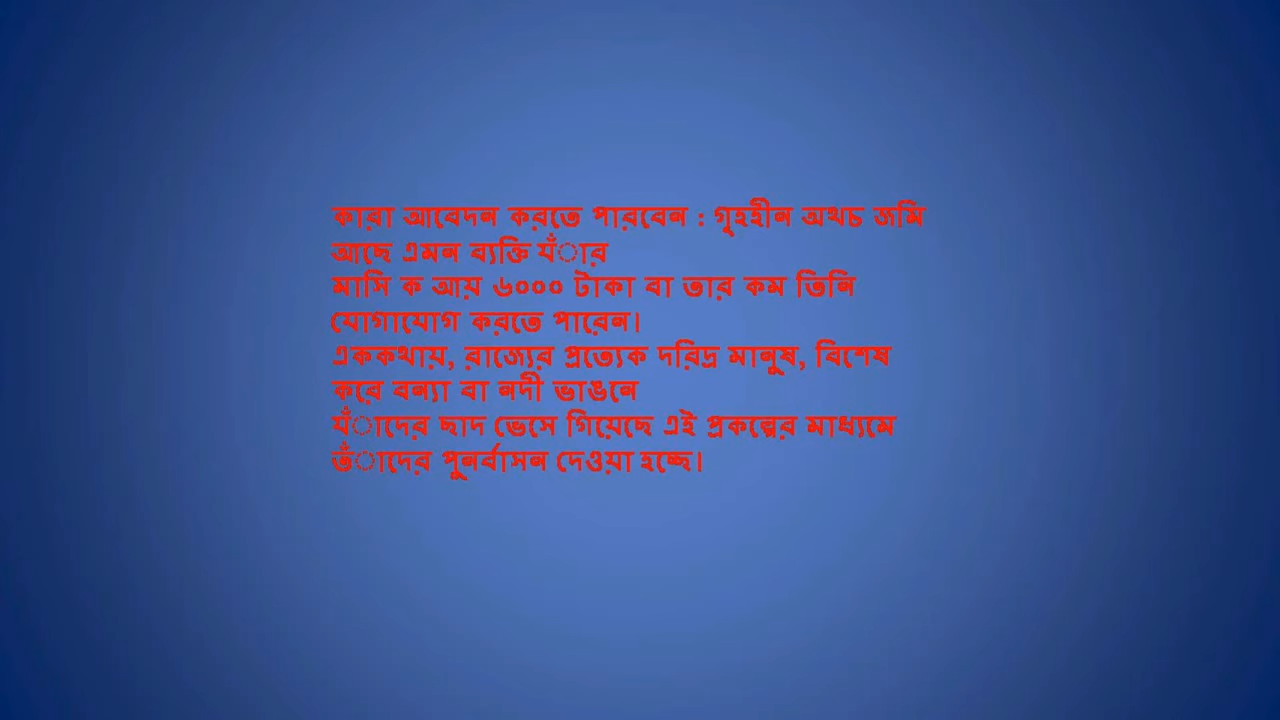 কারা আবেদন করতে পারবেন : গৃহহীন অথচ জমি
আছে এমন ব্যক্তি যঁার
মাসি ক আয় ৬০০০ টাকা বা তার কম তিনি
যোগাযোগ করতে পারেন।
এককথায়, রাজ্যের প্রত্যেক দরিদ্র মানুষ, বিশেষ
করে বন্যা বা নদী ভাঙনে
যঁাদের ছাদ ভেসে গিয়েছে এই প্রকল্পের মাধ্যমে
তঁাদের পুনর্বাসন দেওয়া হচ্ছে।